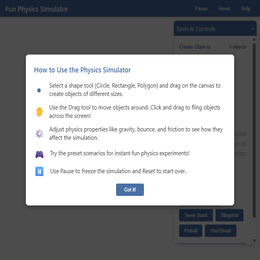 Fun Physics Simulator
Pause Reset Help
Tools & Controls
Create Objects 0 objects
How to Use the Physics Simulator
Select a shape tool (Circle, Rectangle, Polygon) and drag on the canvas to
create objects of different sizes.
Use the Drag tool to move objects around. Click and drag to fling objects
across the screen!
Adjust physics properties like gravity, bounce, and friction to see how they
affect the simulation.
Try the preset scenarios for instant fun physics experiments!
Use Pause to freeze the simulation and Reset to start over.
Got it!
Tower Stack Slingshot
Pinball Pool Break